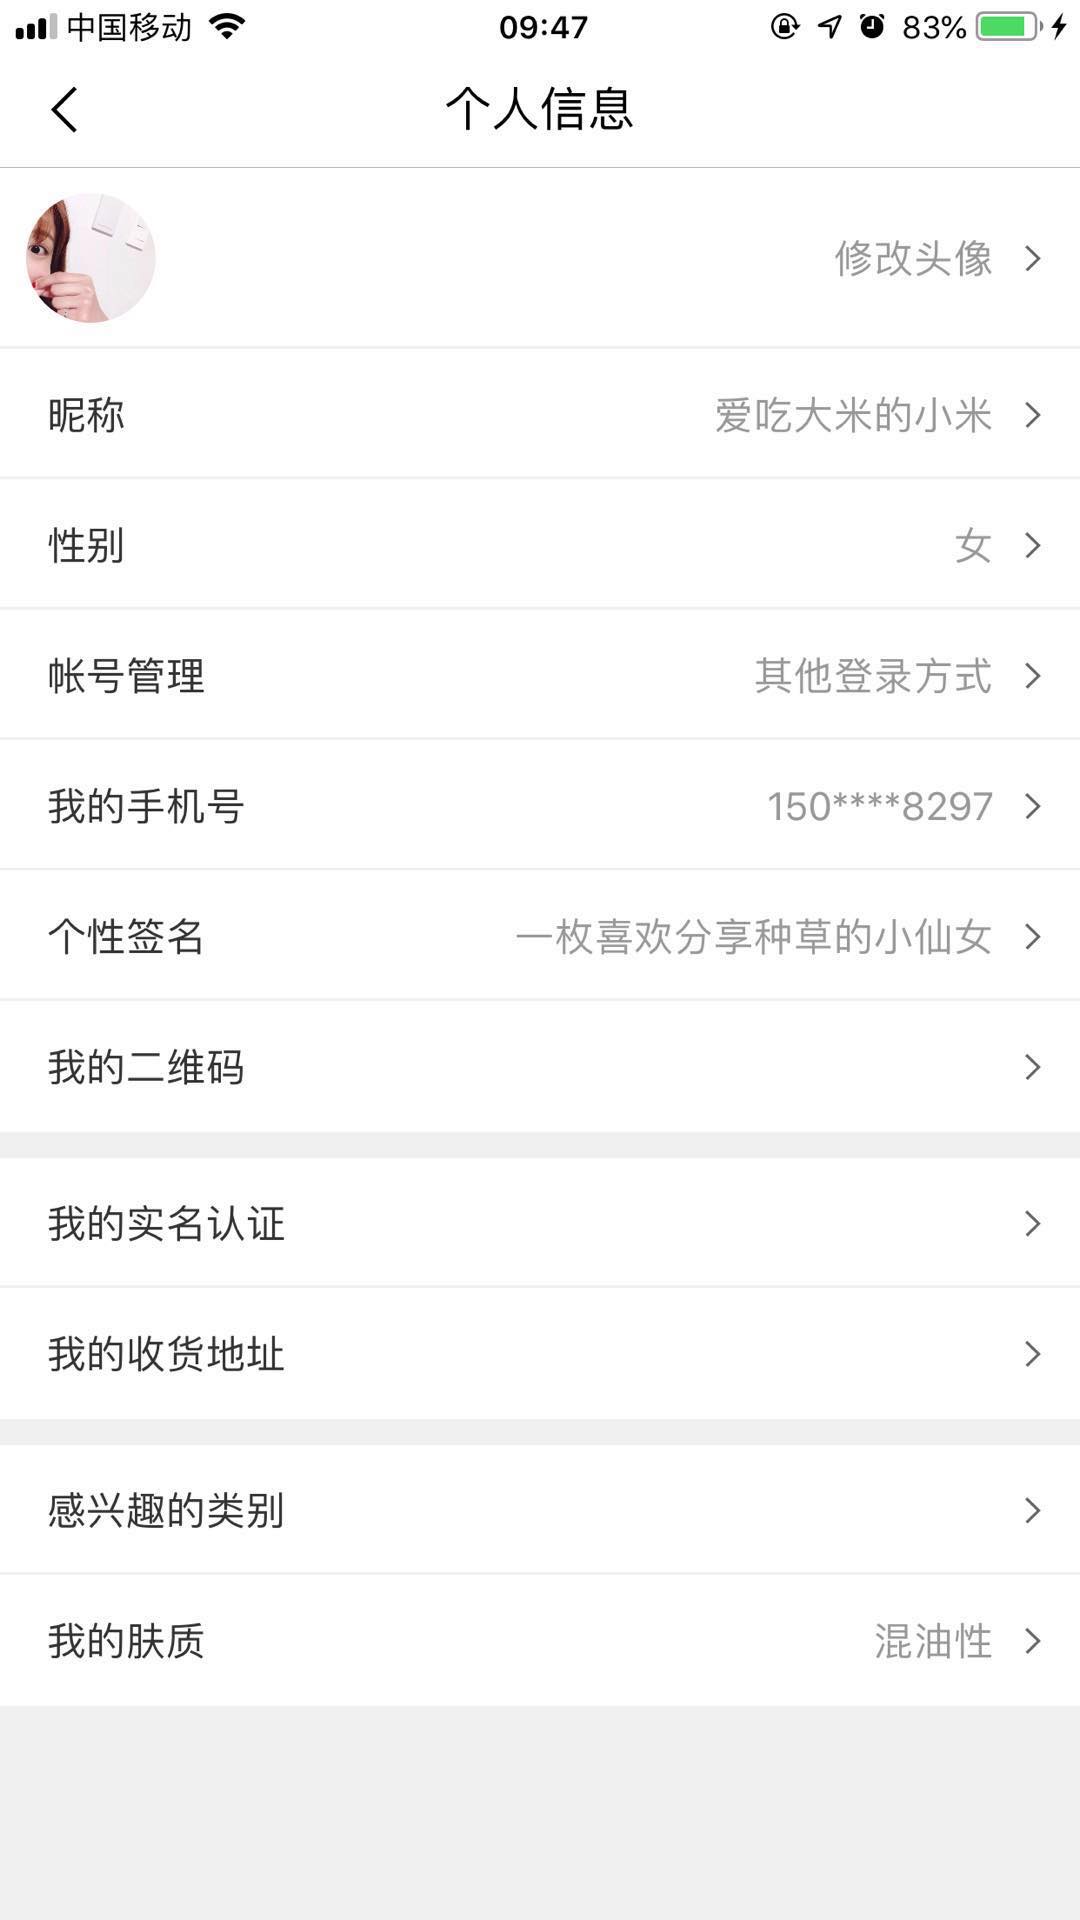 中国移动 09:47 83%
个人信息
修改头像
昵称 爱吃大米的小米
性别 女
帐号管理 其他登录方式
我的手机号 150****8297
个性签名 一枚喜欢分享种草的小仙女
我的二维码
我的实名认证
我的收货地址
感兴趣的类别
我的肤质 混油性